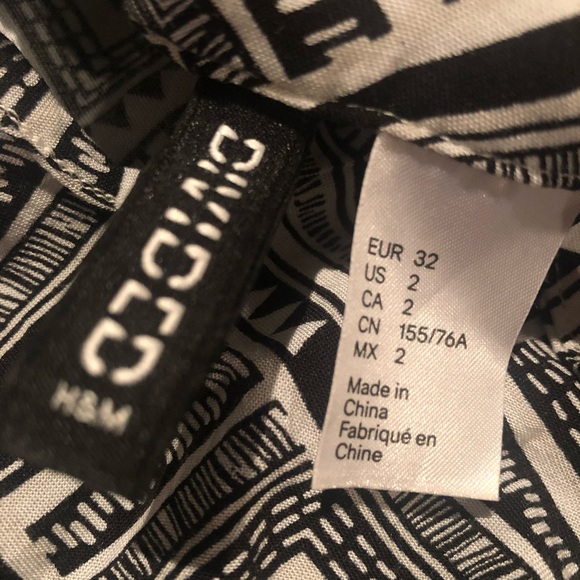 DIVIDED
H&M
EUR 32
US 2
CA 2
CN 155/76A
MX 2
Made in
China
Fabriqué en
Chine